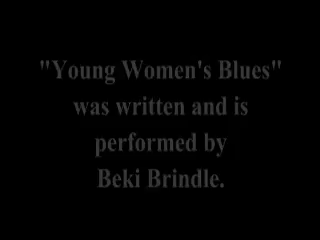 "Young Women's Blues"
was written and is
performed by
Beki Brindle.